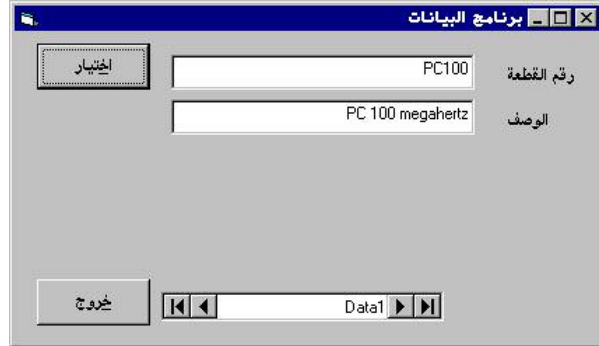 برنامج البيانات
رقم القطعة PC100 اختيار
الوصف PC 100 megahertz
Data1 خروج